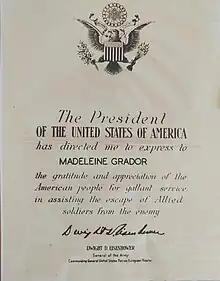 The President
OF THE UNITED STATES OF AMERICA
has directed me to express to
MADELEINE GRADOR
the gratitude and appreciation of the
American people for gallant service
in assisting the escape of Allied
soldiers from the enemy
Dwight D. Eisenhower
DWIGHT D EISENHOWER
General of the Army
Commanding General United States Forces European Theater